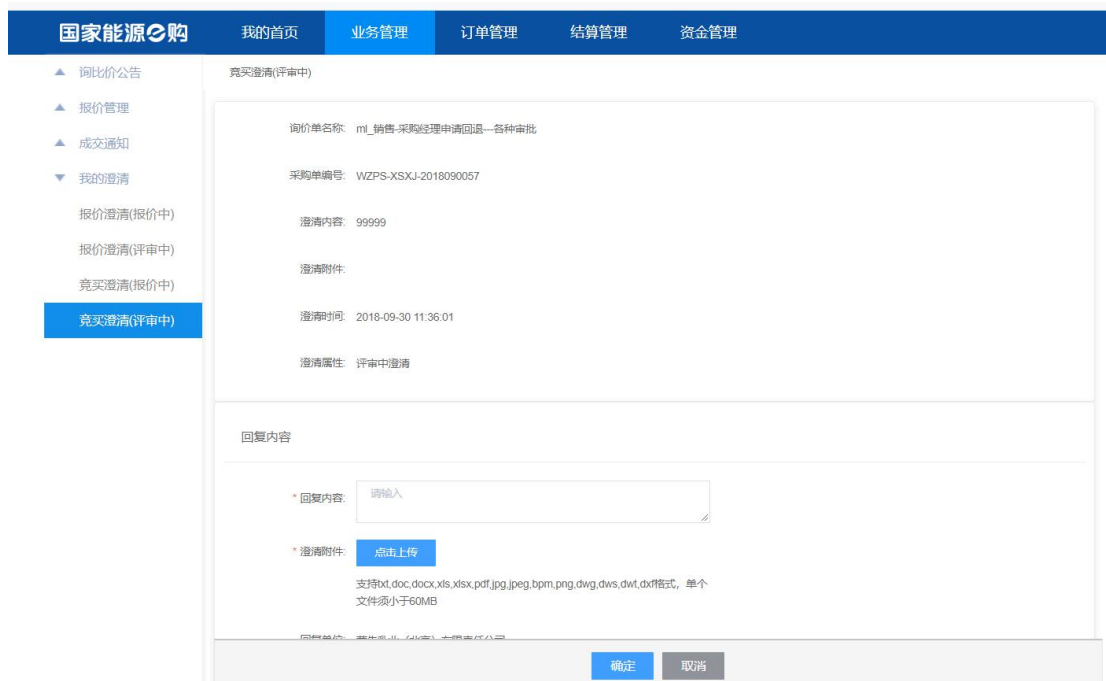 国家能源e购
我的首页
业务管理
订单管理
结算管理
资金管理
询比价公告
报价管理
成交通知
我的澄清
报价澄清(报价中)
报价澄清(评审中)
竞买澄清(报价中)
竞买澄清(评审中)
竞买澄清(评审中)
询价单名称: ml_销售-采购经理申请回退---各种审批
采购单编号: WZPS-XSXJ-2018090057
澄清内容: 99999
澄清附件:
澄清时间: 2018-09-30 11:36:01
澄清属性: 评审中澄清
回复内容
* 回复内容: 请输入
* 澄清附件: 点击上传
支持txt,doc,docx,xls,xlsx,pdf,jpg,jpeg,bpm,png,dwg,dws,dwt,dxf格式，单个
文件须小于60MB
确定
取消